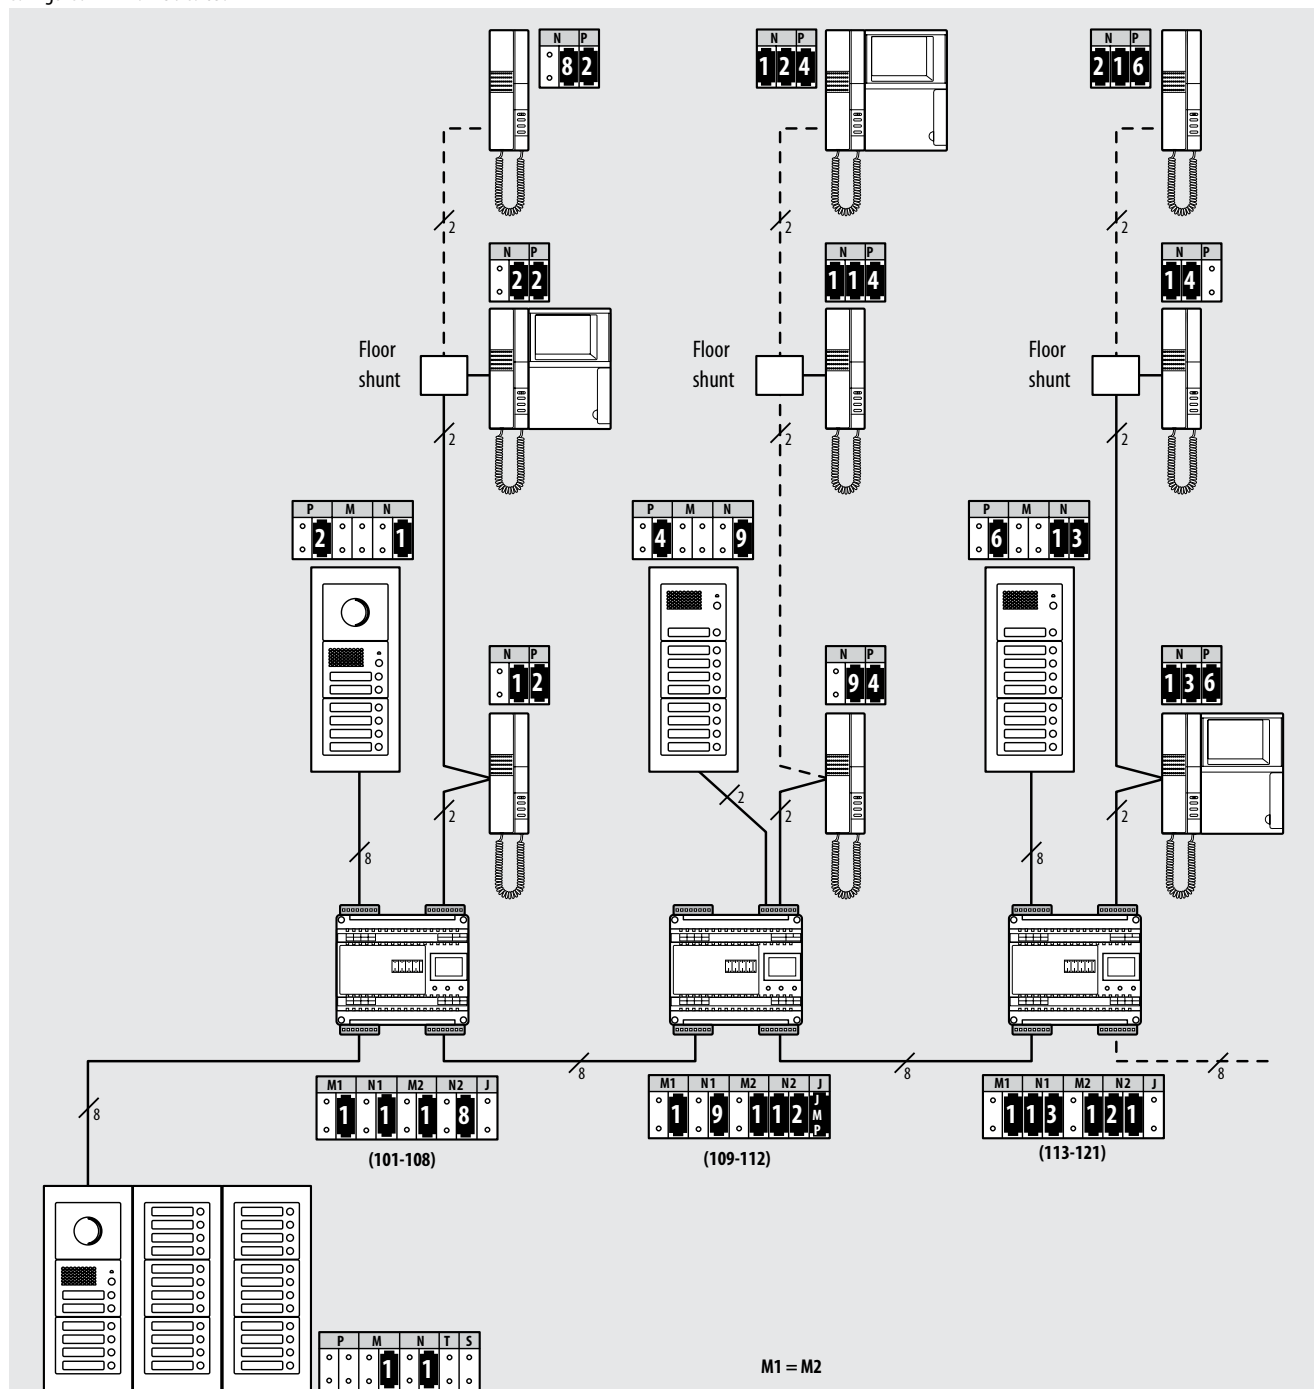 N P N P N P
8 2 1 2 4 2 1 6
2 2 2
N P N P N P
2 2 1 1 4 1 4
Floor shunt Floor shunt Floor shunt
2 2 2
P M N P M N P M N
2 1 4 9 6 1 3
N P N P N P
1 2 9 4 1 3 6
2
2 2 2
8 8
8 8 8
M1 N1 M2 N2 J M1 N1 M2 N2 J M1 N1 M2 N2 J
1 1 1 8 1 9 1 1 2 JMP 1 1 3 1 2 1
8
(101-108) (109-112) (113-121)
P M N T S
1 1
M1 = M2